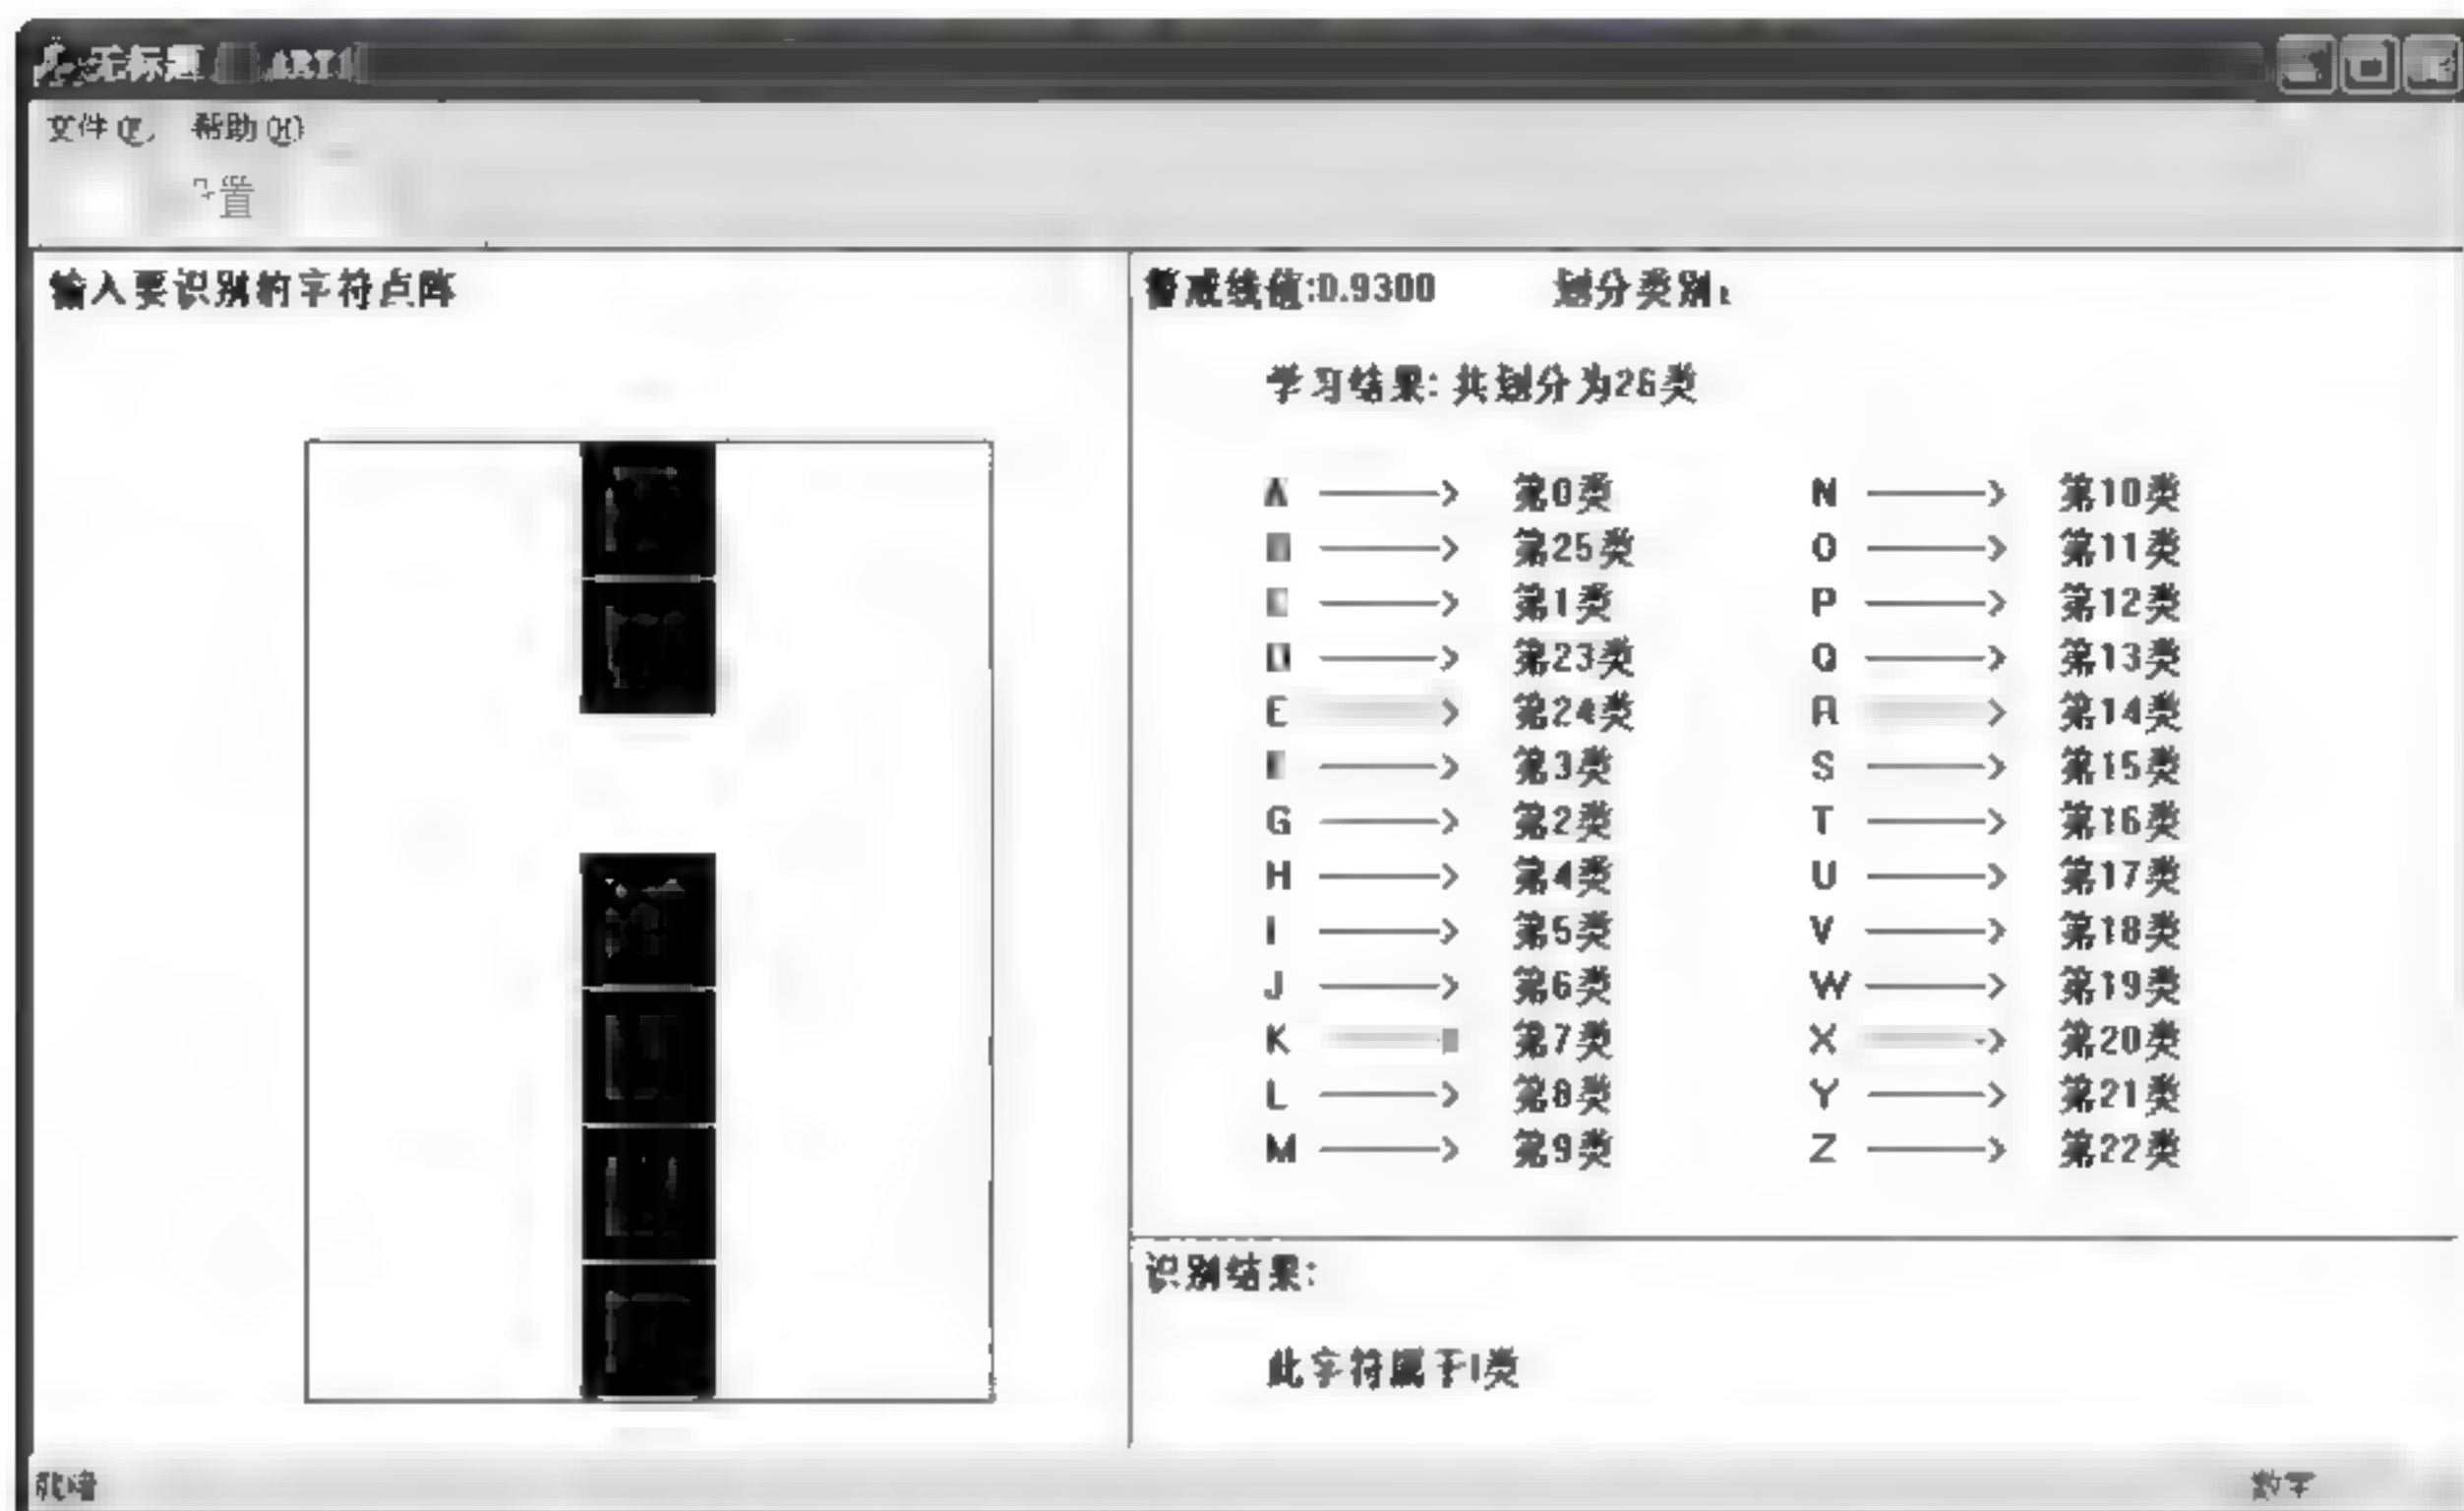 无标题 ART1
文件(F) 帮助(H)
置
输入要识别的字符点阵
警戒线值:0.9300 划分类别:
学习结果: 共划分为26类
A ——> 第0类 N ——> 第10类
——> 第25类 O ——> 第11类
——> 第1类 P ——> 第12类
D ——> 第23类 Q ——> 第13类
E ——> 第24类 R ——> 第14类
——> 第3类 S ——> 第15类
G ——> 第2类 T ——> 第16类
H ——> 第4类 U ——> 第17类
I ——> 第5类 V ——> 第18类
J ——> 第6类 W ——> 第19类
K ——> 第7类 X ——> 第20类
L ——> 第8类 Y ——> 第21类
M ——> 第9类 Z ——> 第22类
识别结果:
此字符属于I类
就绪
数字